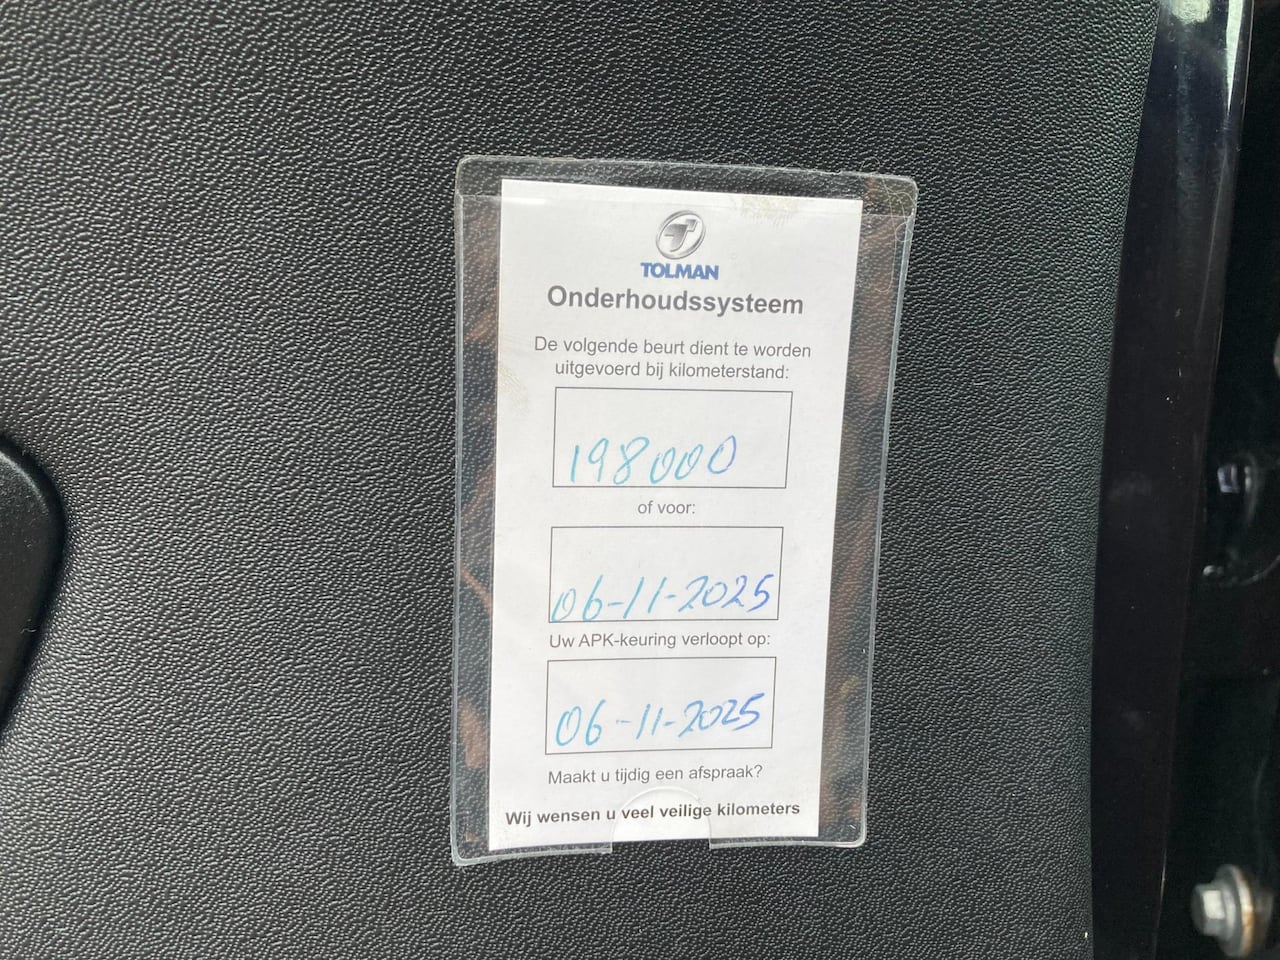 TOLMAN
Onderhoudssysteem
De volgende beurt dient te worden
uitgevoerd bij kilometerstand:
198000
of voor:
06-11-2025
Uw APK-keuring verloopt op:
06-11-2025
Maakt u tijdig een afspraak?
Wij wensen u veel veilige kilometers